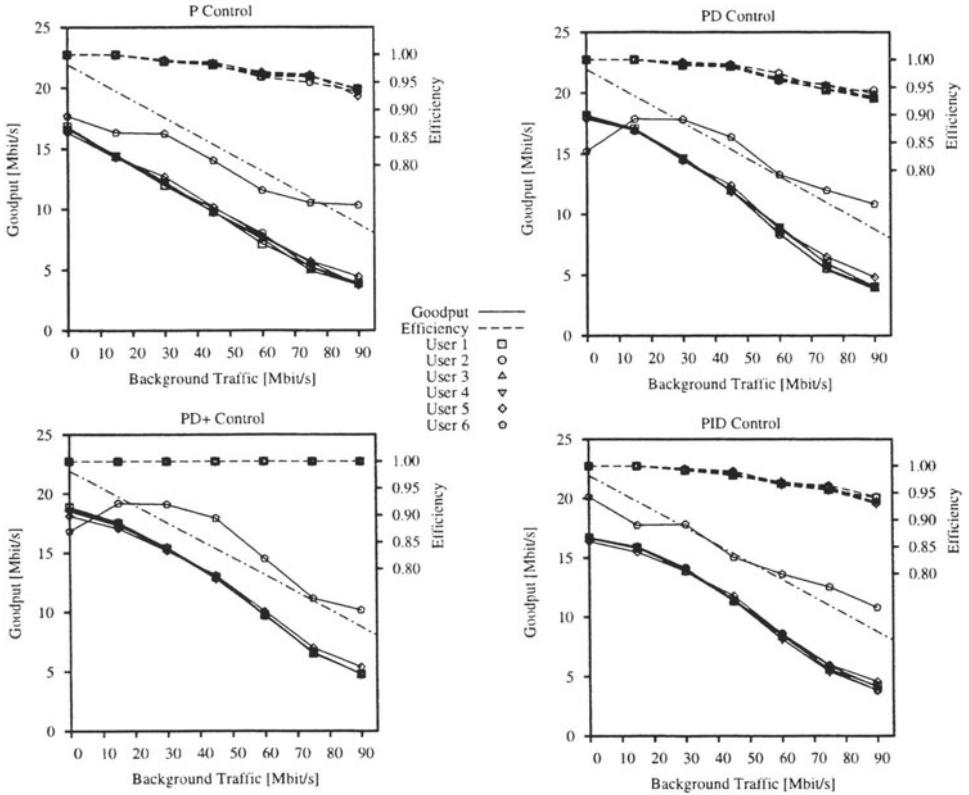 P Control
25
20
15
10
5
0
Goodput [Mbit/s]
1.00
0.95
0.90
0.85
0.80
Efficiency
0 10 20 30 40 50 60 70 80 90
Background Traffic [Mbit/s]
PD Control
25
20
15
10
5
0
Goodput [Mbit/s]
1.00
0.95
0.90
0.85
0.80
Efficiency
0 10 20 30 40 50 60 70 80 90
Background Traffic [Mbit/s]
Goodput
Efficiency
User 1
User 2
User 3
User 4
User 5
User 6
PD+ Control
25
20
15
10
5
0
Goodput [Mbit/s]
1.00
0.95
0.90
0.85
0.80
Efficiency
0 10 20 30 40 50 60 70 80 90
Background Traffic [Mbit/s]
PID Control
25
20
15
10
5
0
Goodput [Mbit/s]
1.00
0.95
0.90
0.85
0.80
Efficiency
0 10 20 30 40 50 60 70 80 90
Background Traffic [Mbit/s]